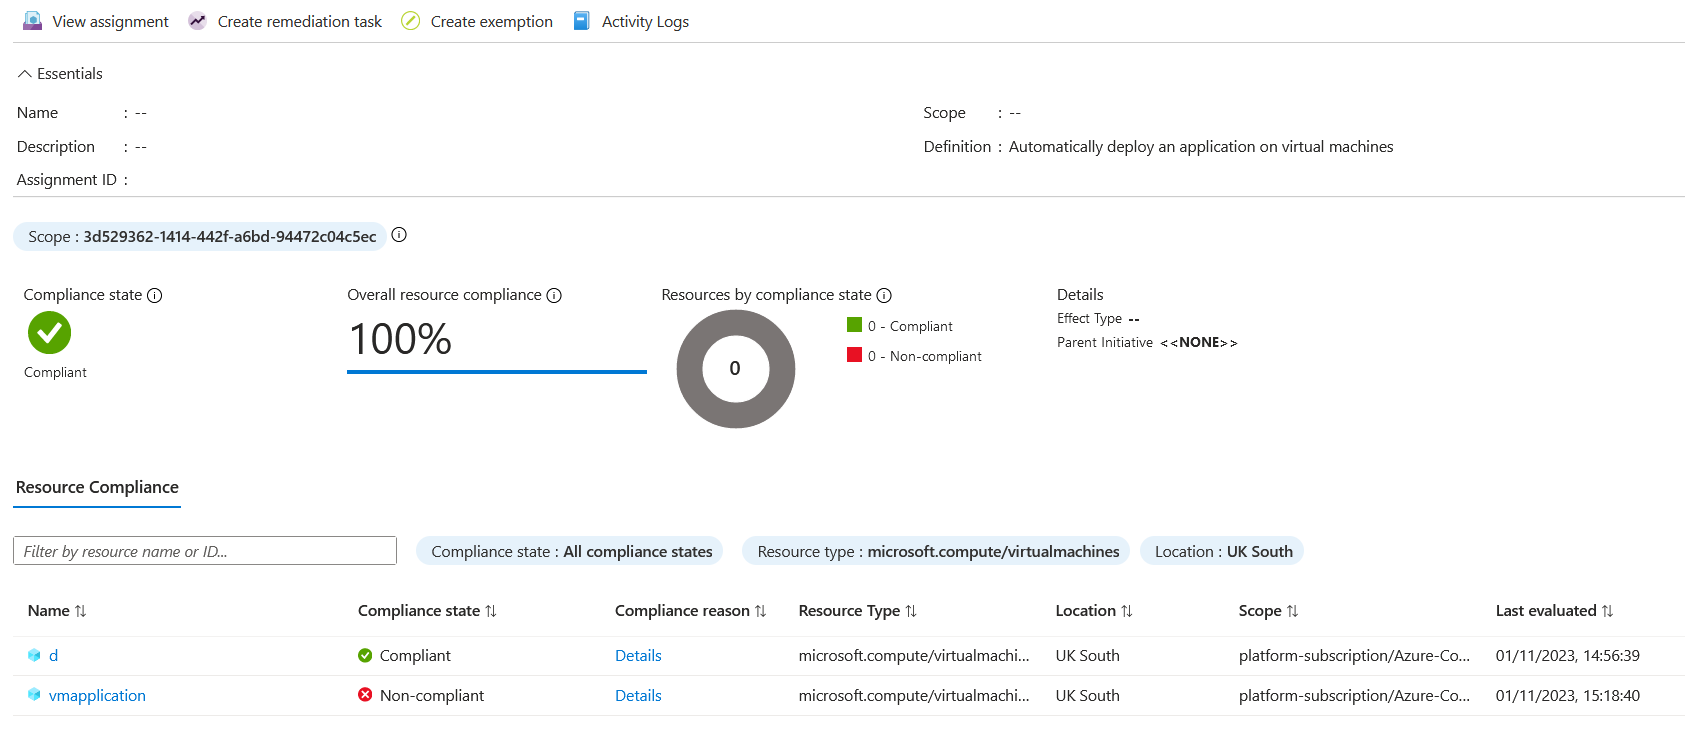 View assignment Create remediation task Create exemption Activity Logs
Essentials
Name : -- Scope : --
Description : -- Definition : Automatically deploy an application on virtual machines
Assignment ID :
Scope : 3d529362-1414-442f-a6bd-94472c04c5ec
Compliance state Overall resource compliance Resources by compliance state Details
100% 0 0 - Compliant Effect Type --
Compliant 0 - Non-compliant Parent Initiative <<NONE>>
Resource Compliance
Filter by resource name or ID... Compliance state : All compliance states Resource type : microsoft.compute/virtualmachines Location : UK South
Name Compliance state Compliance reason Resource Type Location Scope Last evaluated
d Compliant Details microsoft.compute/virtualmachi... UK South platform-subscription/Azure-Co... 01/11/2023, 14:56:39
vmapplication Non-compliant Details microsoft.compute/virtualmachi... UK South platform-subscription/Azure-Co... 01/11/2023, 15:18:40